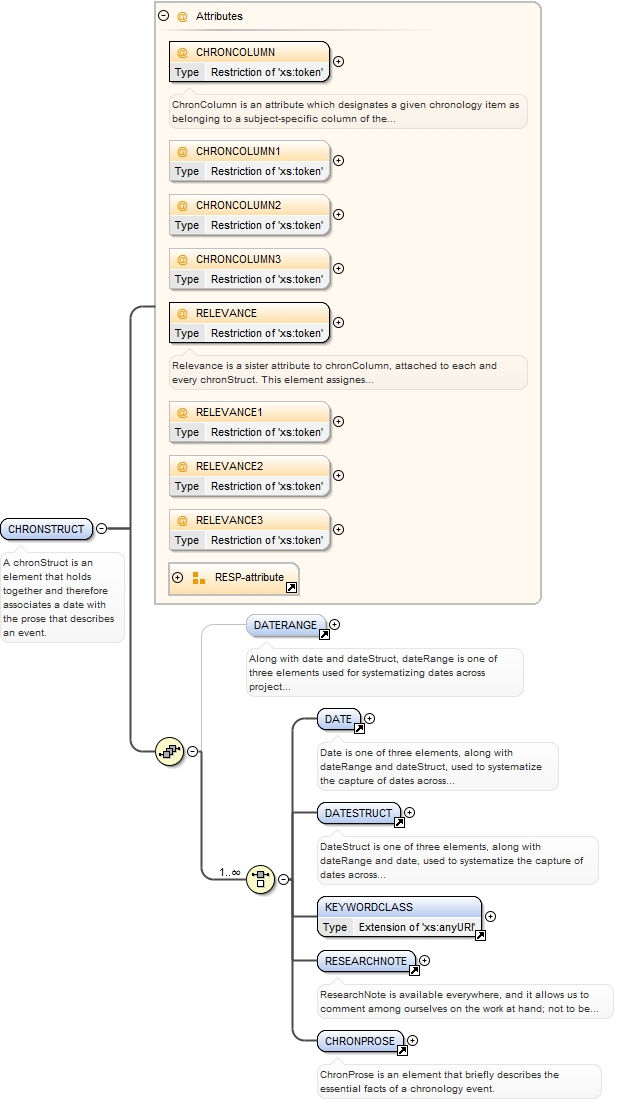 Attributes
CHRONCOLUMN
Type Restriction of 'xs:token'
ChronColumn is an attribute which designates a given chronology item as
belonging to a subject-specific column of the...
CHRONCOLUMN1
Type Restriction of 'xs:token'
CHRONCOLUMN2
Type Restriction of 'xs:token'
CHRONCOLUMN3
Type Restriction of 'xs:token'
RELEVANCE
Type Restriction of 'xs:token'
Relevance is a sister attribute to chronColumn, attached to each and
every chronStruct. This element assignes...
RELEVANCE1
Type Restriction of 'xs:token'
RELEVANCE2
Type Restriction of 'xs:token'
RELEVANCE3
Type Restriction of 'xs:token'
RESP-attribute
CHRONSTRUCT
A chronStruct is an
element that holds
together and therefore
associates a date with
the prose that describes
an event.
DATERANGE
Along with date and dateStruct, dateRange is one of
three elements used for systematizing dates across
project...
DATE
Date is one of three elements, along with
dateRange and dateStruct, used to systematize
the capture of dates across...
DATESTRUCT
DateStruct is one of three elements, along with
dateRange and date, used to systematize the capture of
dates across...
1..∞
KEYWORDCLASS
Type Extension of 'xs:anyURI'
RESEARCHNOTE
ResearchNote is available everywhere, and it allows us to
comment among ourselves on the work at hand; not to be...
CHRONPROSE
ChronProse is an element that briefly describes the
essential facts of a chronology event.